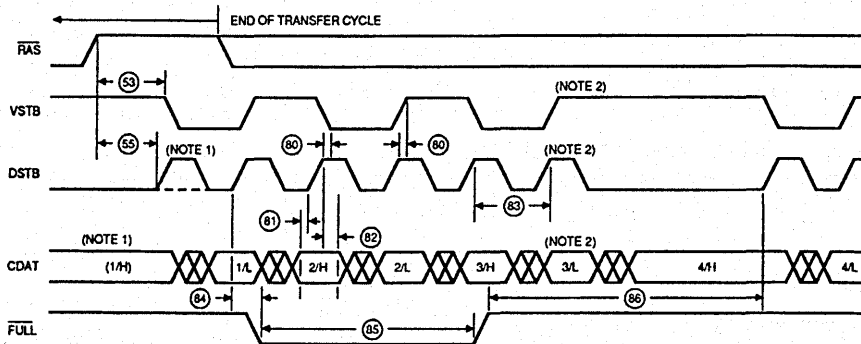 END OF TRANSFER CYCLE
RAS
53
(NOTE 2)
VSTB
55
(NOTE 1)
80
80
(NOTE 2)
DSTB
83
81
82
(NOTE 1)
(NOTE 2)
CDAT
(1/H)
1/L
2/H
2/L
3/H
3/L
4/H
4/L
84
86
85
FULL